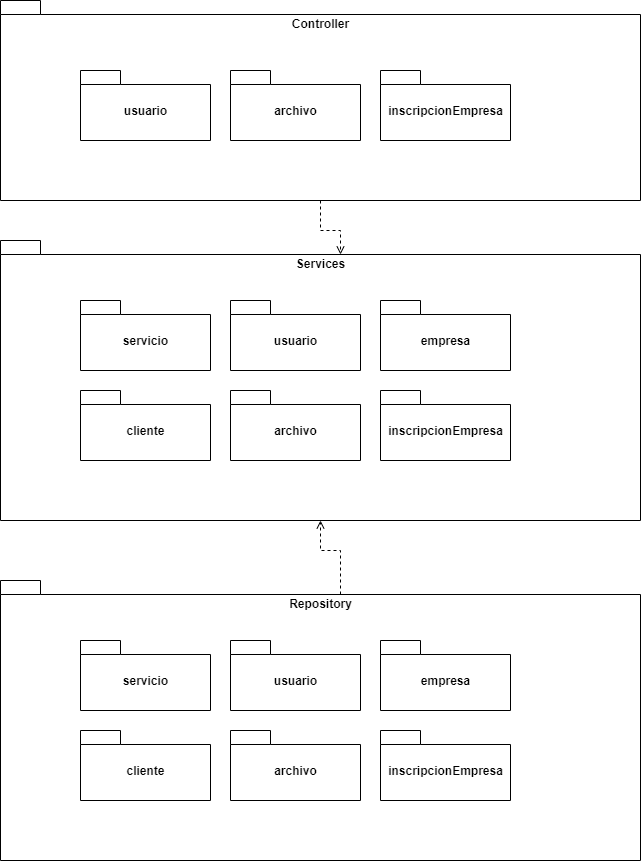 Controller
usuario
archivo
inscripcionEmpresa
Services
servicio
usuario
empresa
cliente
archivo
inscripcionEmpresa
Repository
servicio
usuario
empresa
cliente
archivo
inscripcionEmpresa